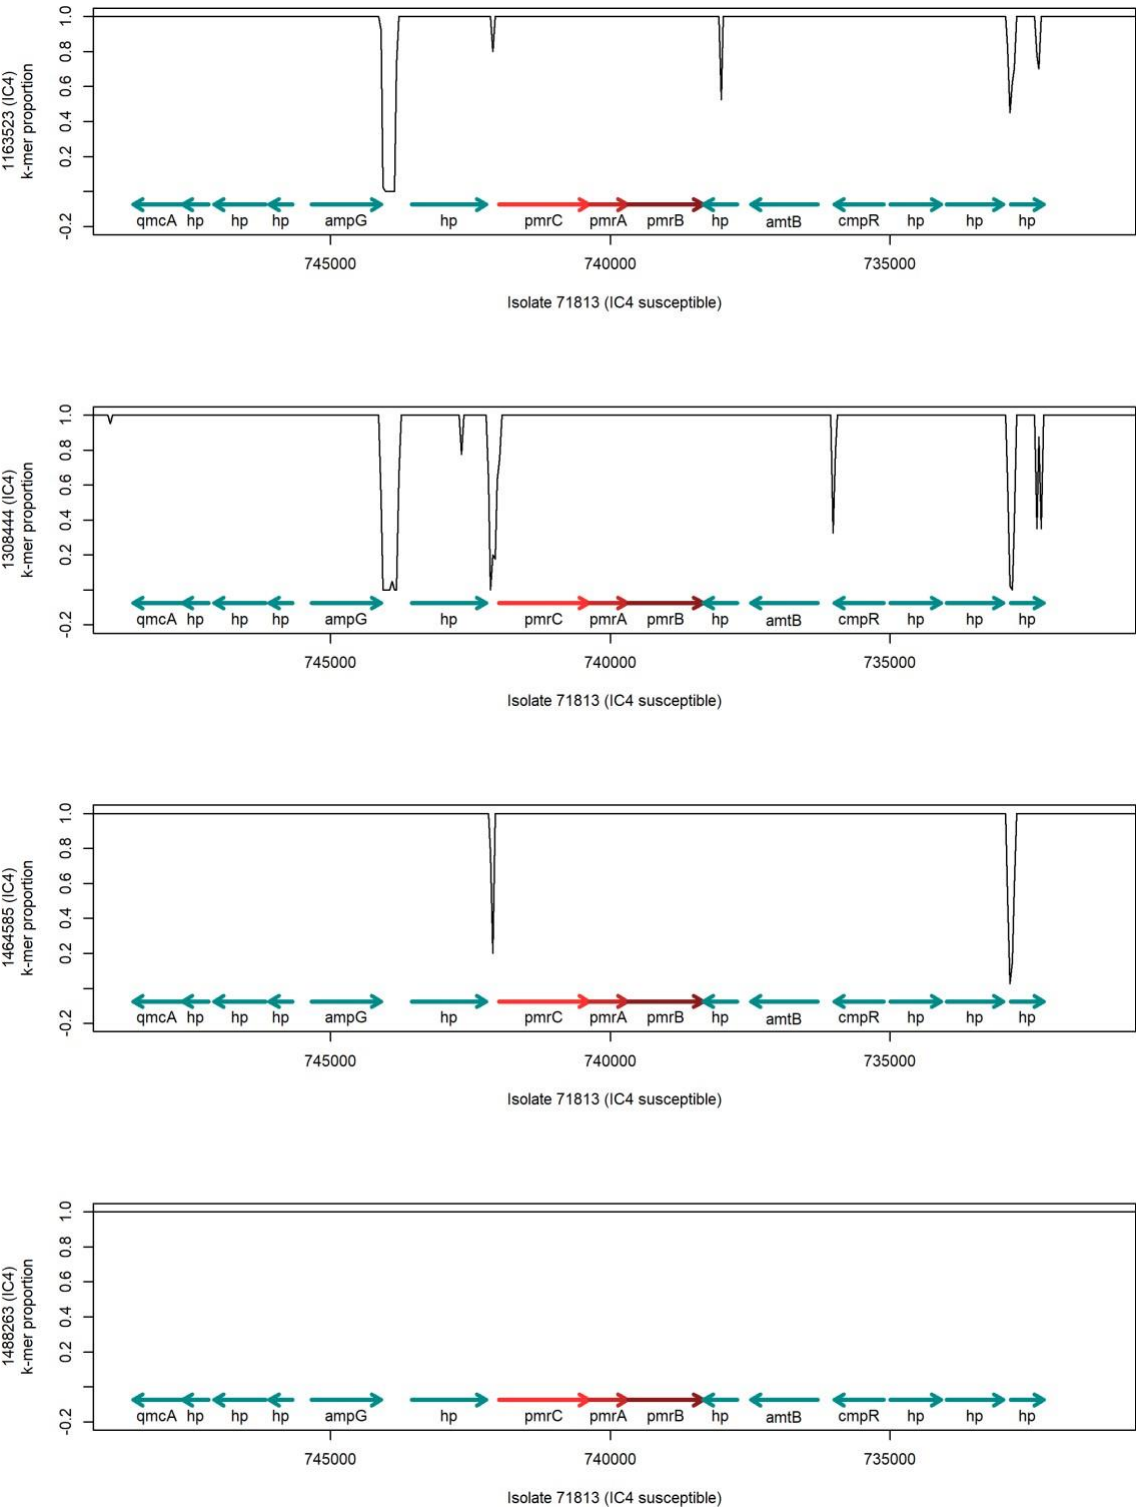 1163523 (IC4)
k-mer proportion
1.0
0.8
0.6
0.4
0.2
-0.2
qmcA hp hp hp ampG hp pmrC pmrA pmrB hp amtB cmpR hp hp hp
745000 740000 735000
Isolate 71813 (IC4 susceptible)
1308444 (IC4)
k-mer proportion
1.0
0.8
0.6
0.4
0.2
-0.2
qmcA hp hp hp ampG hp pmrC pmrA pmrB hp amtB cmpR hp hp hp
745000 740000 735000
Isolate 71813 (IC4 susceptible)
1464585 (IC4)
k-mer proportion
1.0
0.8
0.6
0.4
0.2
-0.2
qmcA hp hp hp ampG hp pmrC pmrA pmrB hp amtB cmpR hp hp hp
745000 740000 735000
Isolate 71813 (IC4 susceptible)
1488263 (IC4)
k-mer proportion
1.0
0.8
0.6
0.4
0.2
-0.2
qmcA hp hp hp ampG hp pmrC pmrA pmrB hp amtB cmpR hp hp hp
745000 740000 735000
Isolate 71813 (IC4 susceptible)